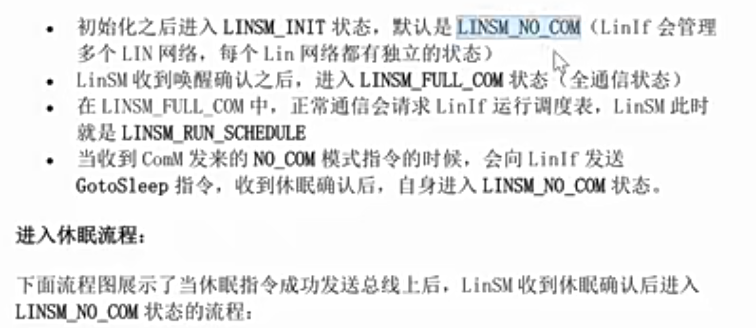 • 初始化之后进入 LINSM_INIT 状态，默认是 LINSM_NO_COM（LinIf 会管理
多个 LIN 网络，每个 Lin 网络都有独立的状态）
• LinSM 收到唤醒确认之后，进入 LINSM_FULL_COM 状态（全通信状态）
• 在 LINSM_FULL_COM 中，正常通信会请求 LinIf 运行调度表，LinSM 此时
就是 LINSM_RUN_SCHEDULE
• 当收到 ComM 发来的 NO_COM 模式指令的时候，会向 LinIf 发送
GotoSleep 指令，收到休眠确认后，自身进入 LINSM_NO_COM 状态。
进入休眠流程：
下面流程图展示了当休眠指令成功发送总线上后，LinSM 收到休眠确认后进入
LINSM_NO_COM 状态的流程：